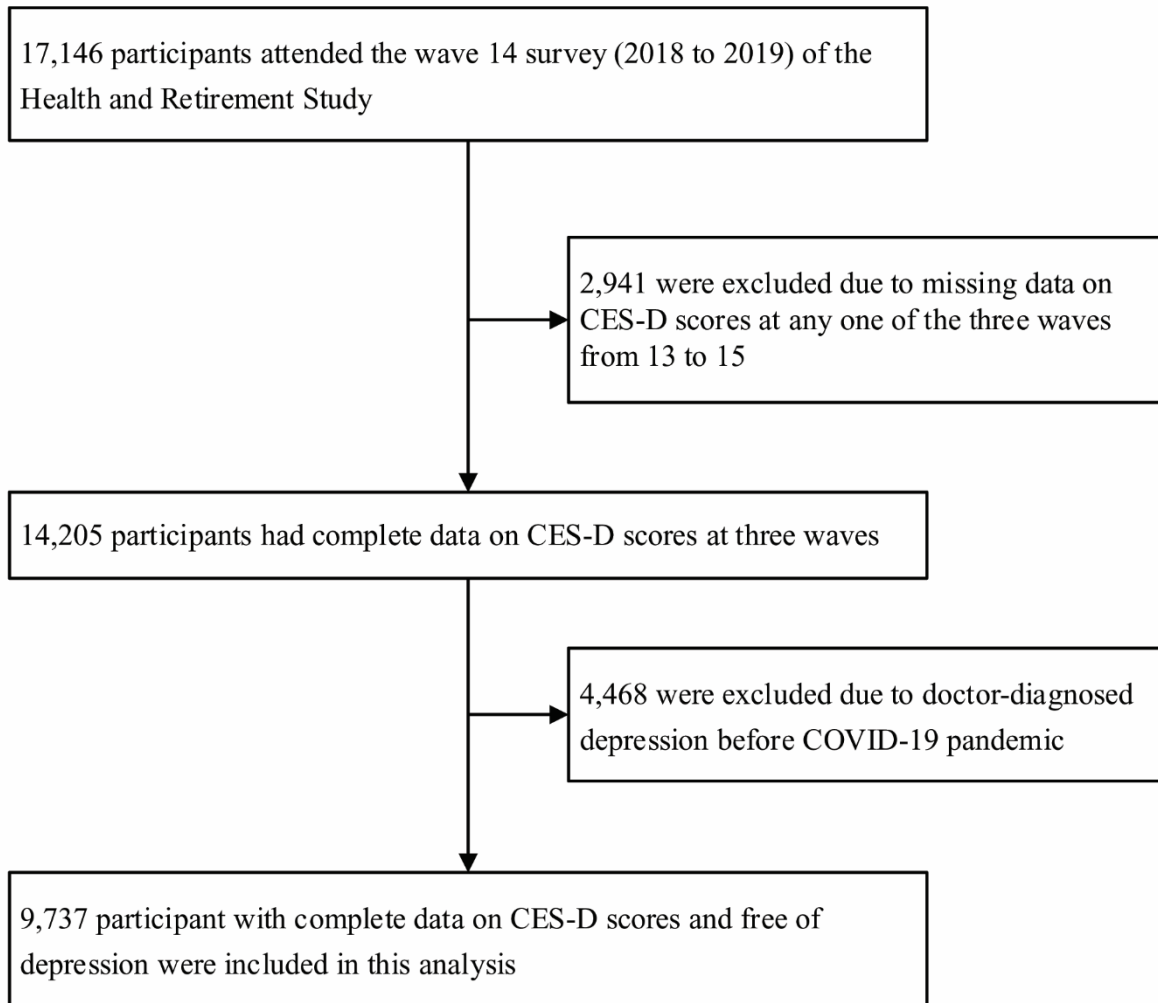 17,146 participants attended the wave 14 survey (2018 to 2019) of the
Health and Retirement Study
2,941 were excluded due to missing data on
CES-D scores at any one of the three waves
from 13 to 15
14,205 participants had complete data on CES-D scores at three waves
4,468 were excluded due to doctor-diagnosed
depression before COVID-19 pandemic
9,737 participant with complete data on CES-D scores and free of
depression were included in this analysis